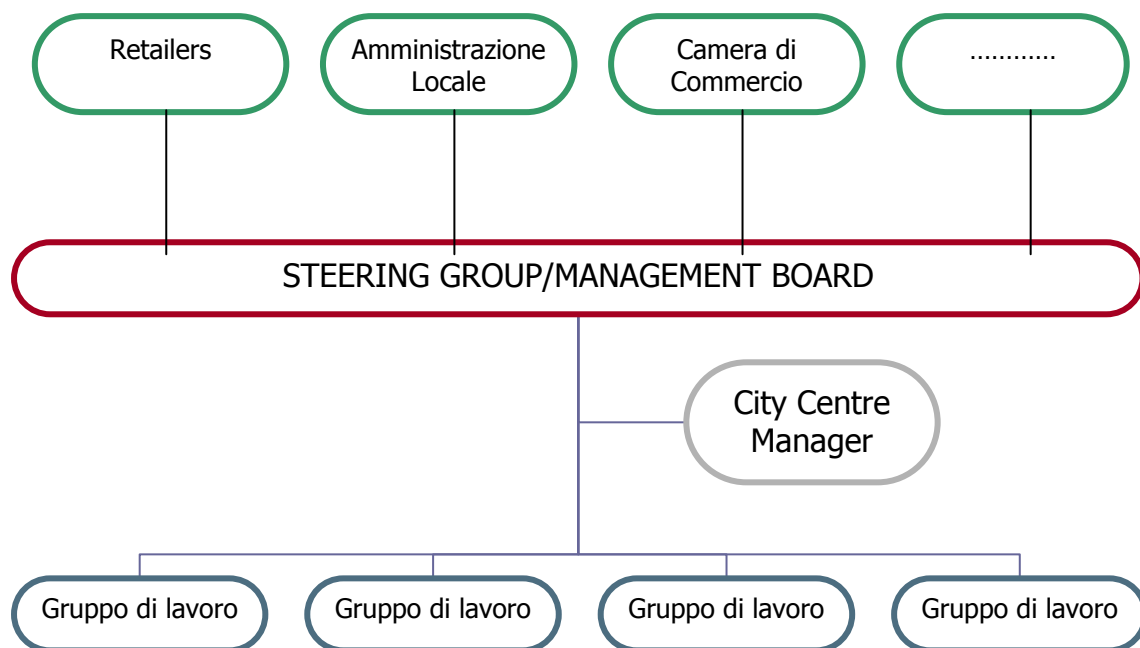 Retailers
Amministrazione
Locale
Camera di
Commercio
............
STEERING GROUP/MANAGEMENT BOARD
City Centre
Manager
Gruppo di lavoro
Gruppo di lavoro
Gruppo di lavoro
Gruppo di lavoro